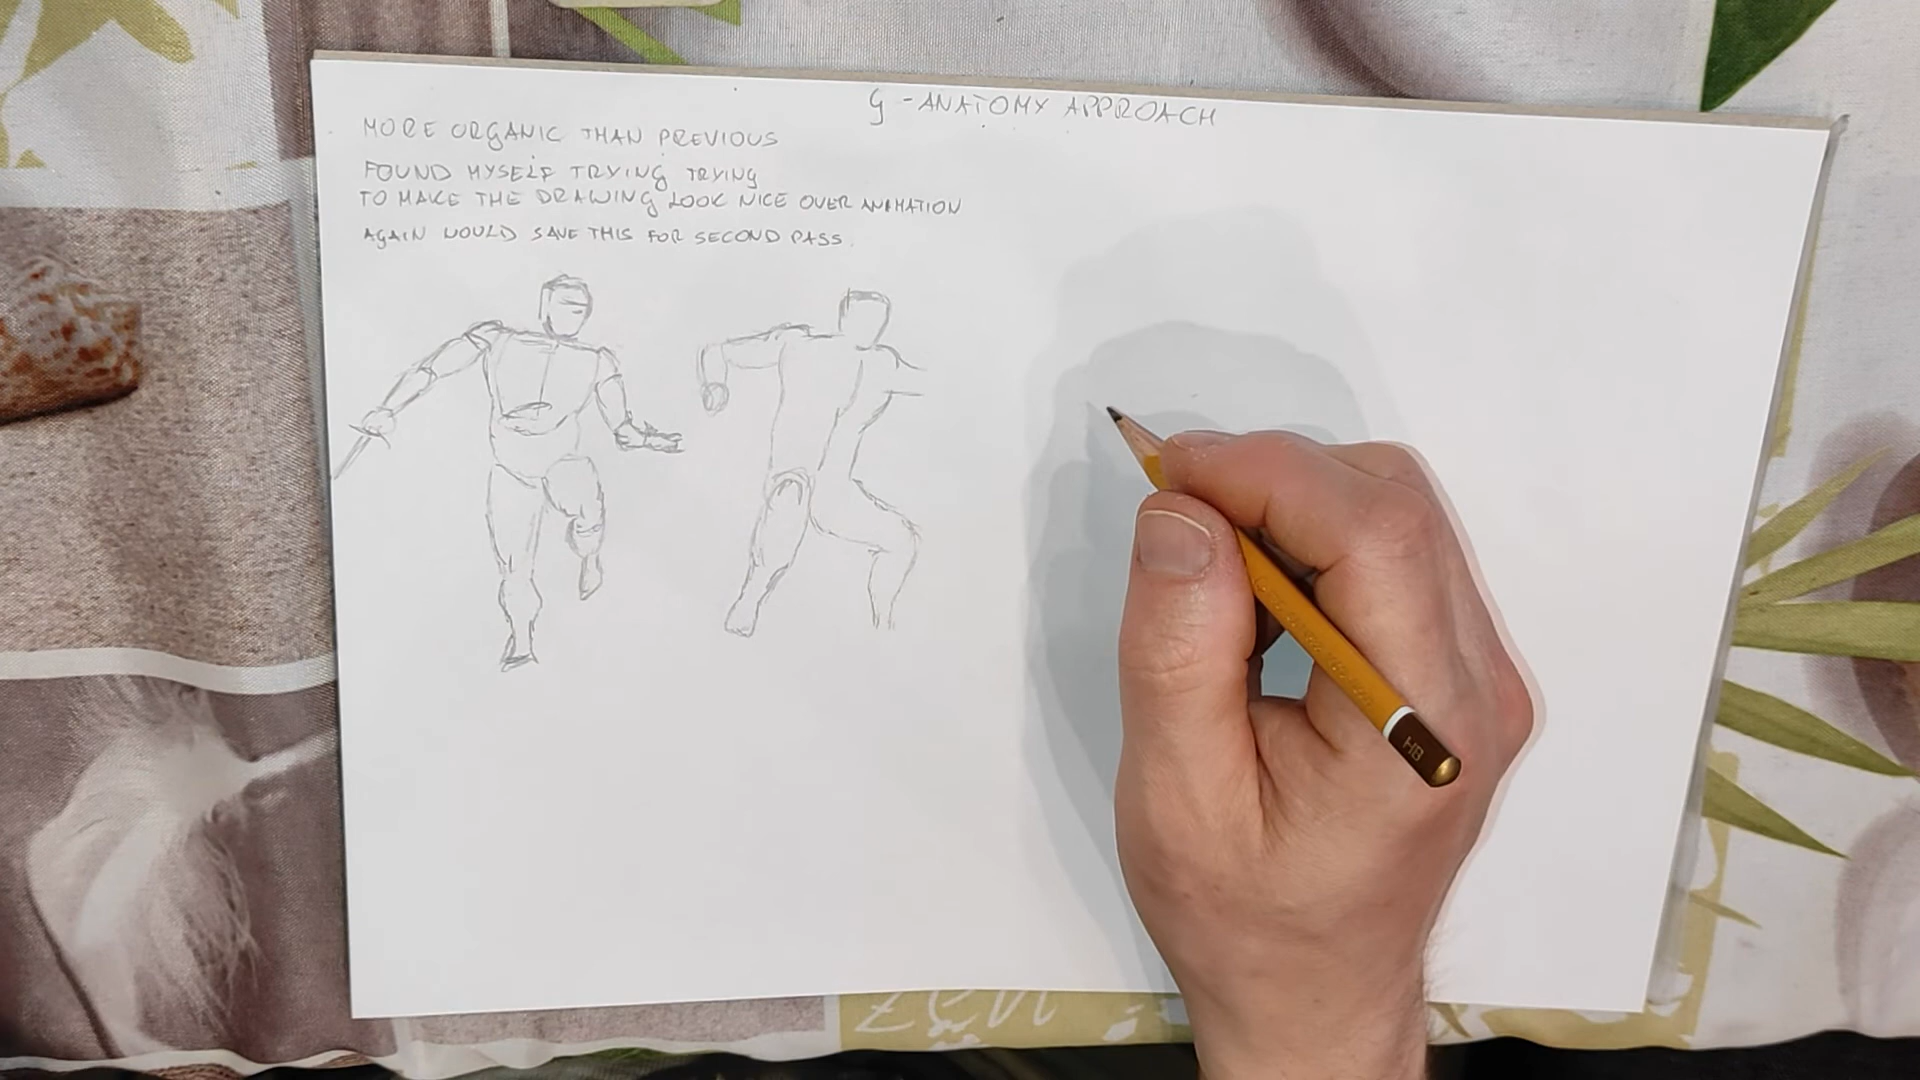 g - ANATOMY APPROACH
MORE ORGANIC THAN PREVIOUS
FOUND MYSELF TRYING TRYING
TO MAKE THE DRAWING LOOK NICE OVER ANIMATION
AGAIN WOULD SAVE THIS FOR SECOND PASS.
HB
zen